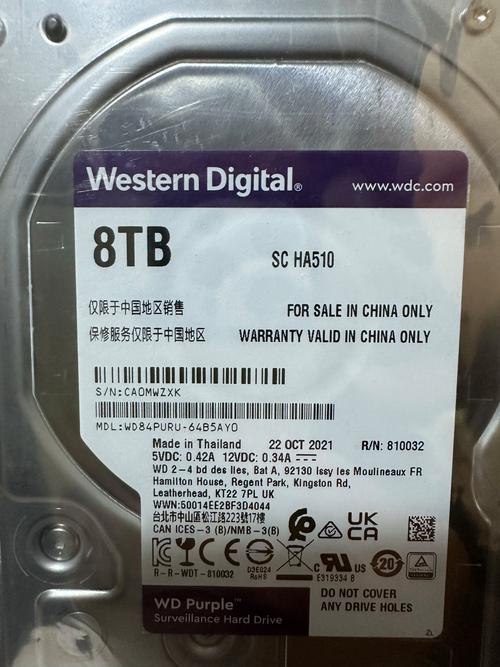 Western Digital®
www.wdc.com
8TB
SC HA510
仅限于中国地区销售
FOR SALE IN CHINA ONLY
保修服务仅限于中国地区
WARRANTY VALID IN CHINA ONLY
S/N:CA0MWZXK
MDL:WD84PURU-64B5AY0
Made in Thailand 22 OCT 2021 R/N: 810032
5VDC: 0.42A 12VDC: 0.34A
WD 2-4 bd des Iles, Bat A, 92130 Issy les Moulineaux FR
Hamilton House, Regent Park, Kingston Rd,
Leatherhead, KT22 7PL UK
WWN:50014EE2BF3D4044
台北市中山區松江路223號17樓
CAN ICES-3 (B)/NMB-3(B)
UK
CA
R-R-WDT-810032
D3E024
RoHS
C US
E319334 B
20
DO NOT COVER
ANY DRIVE HOLES
WD Purple™
Surveillance Hard Drive